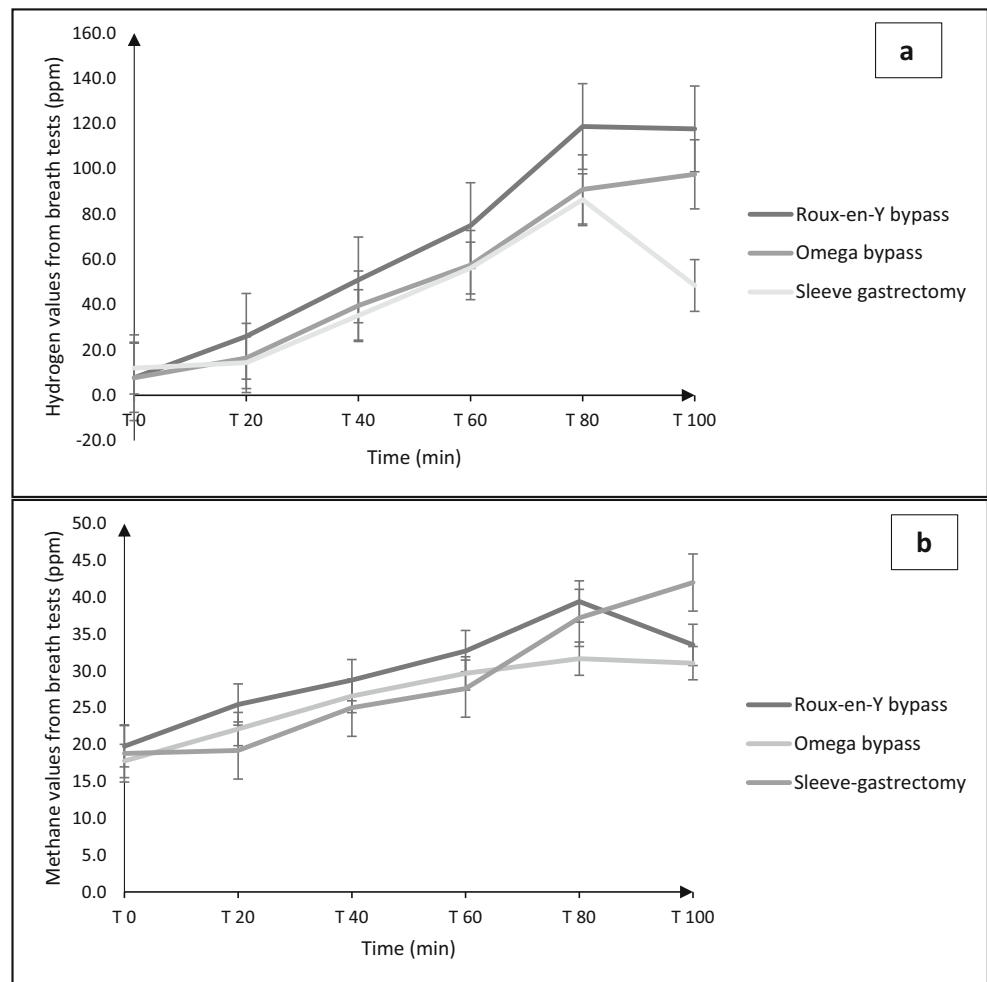 a
Hydrogen values from breath tests (ppm)
160.0
140.0
120.0
100.0
80.0
60.0
40.0
20.0
0.0
-20.0
T 0 T 20 T 40 T 60 T 80 T 100
Time (min)
Roux-en-Y bypass
Omega bypass
Sleeve gastrectomy
b
Methane values from breath tests (ppm)
50.0
45.0
40.0
35.0
30.0
25.0
20.0
15.0
10.0
5.0
0.0
T 0 T 20 T 40 T 60 T 80 T 100
Time (min)
Roux-en-Y bypass
Omega bypass
Sleeve-gastrectomy